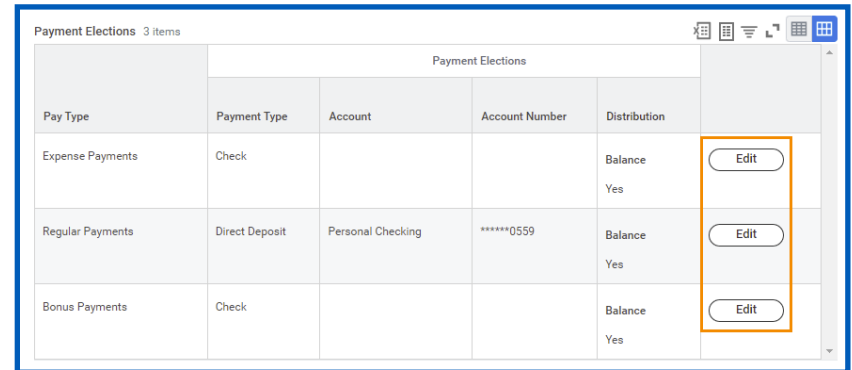 Payment Elections 3 items
Payment Elections
Pay Type Payment Type Account Account Number Distribution
Expense Payments Check Balance Edit
Yes
Regular Payments Direct Deposit Personal Checking ******0559 Balance Edit
Yes
Bonus Payments Check Balance Edit
Yes